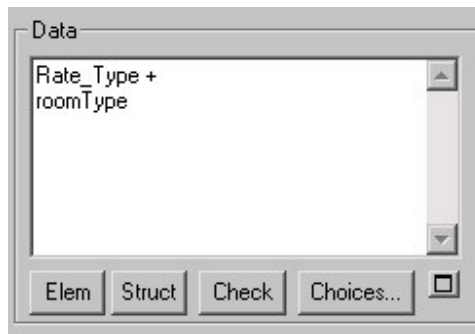 Data
Rate_Type +
roomType
Elem Struct Check Choices...